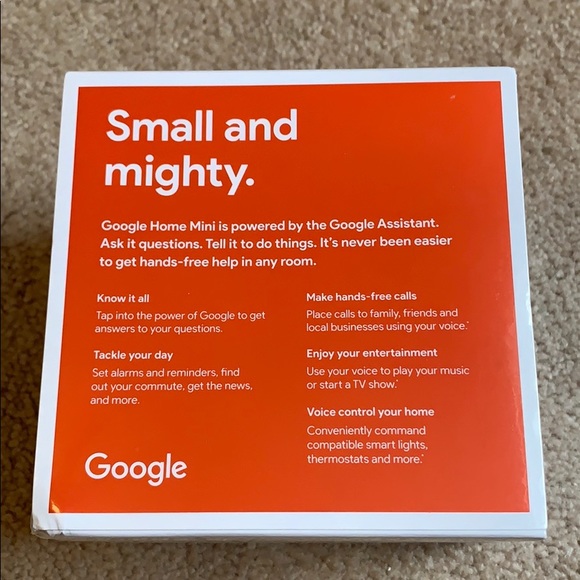 Small and
mighty.
Google Home Mini is powered by the Google Assistant.
Ask it questions. Tell it to do things. It's never been easier
to get hands-free help in any room.
Know it all
Tap into the power of Google to get
answers to your questions.
Tackle your day
Set alarms and reminders, find
out your commute, get the news,
and more.
Make hands-free calls
Place calls to family, friends and
local businesses using your voice.*
Enjoy your entertainment
Use your voice to play your music
or start a TV show.*
Voice control your home
Conveniently command
compatible smart lights,
thermostats and more.*
Google